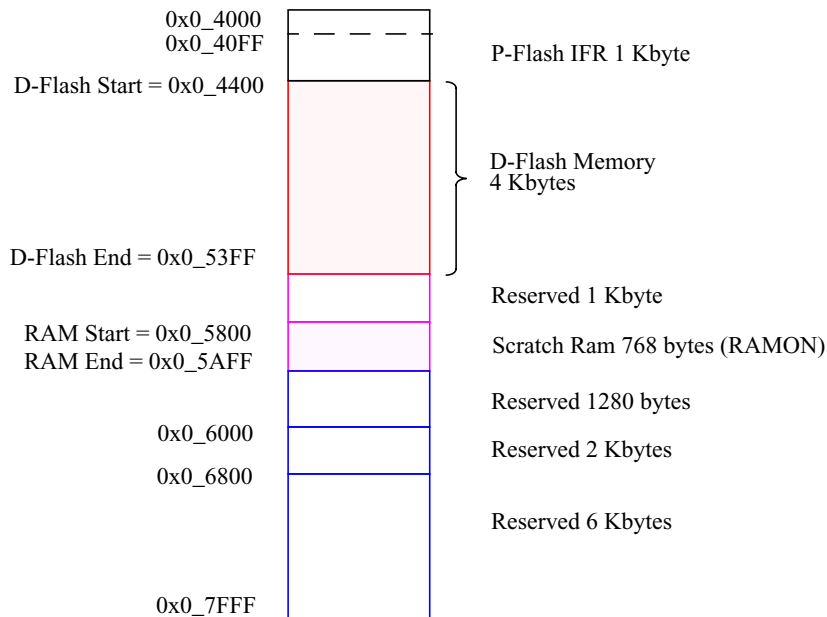 0x0_4000
0x0_40FF
P-Flash IFR 1 Kbyte
D-Flash Start = 0x0_4400
D-Flash Memory
4 Kbytes
D-Flash End = 0x0_53FF
Reserved 1 Kbyte
RAM Start = 0x0_5800
Scratch Ram 768 bytes (RAMON)
RAM End = 0x0_5AFF
Reserved 1280 bytes
0x0_6000
Reserved 2 Kbytes
0x0_6800
Reserved 6 Kbytes
0x0_7FFF